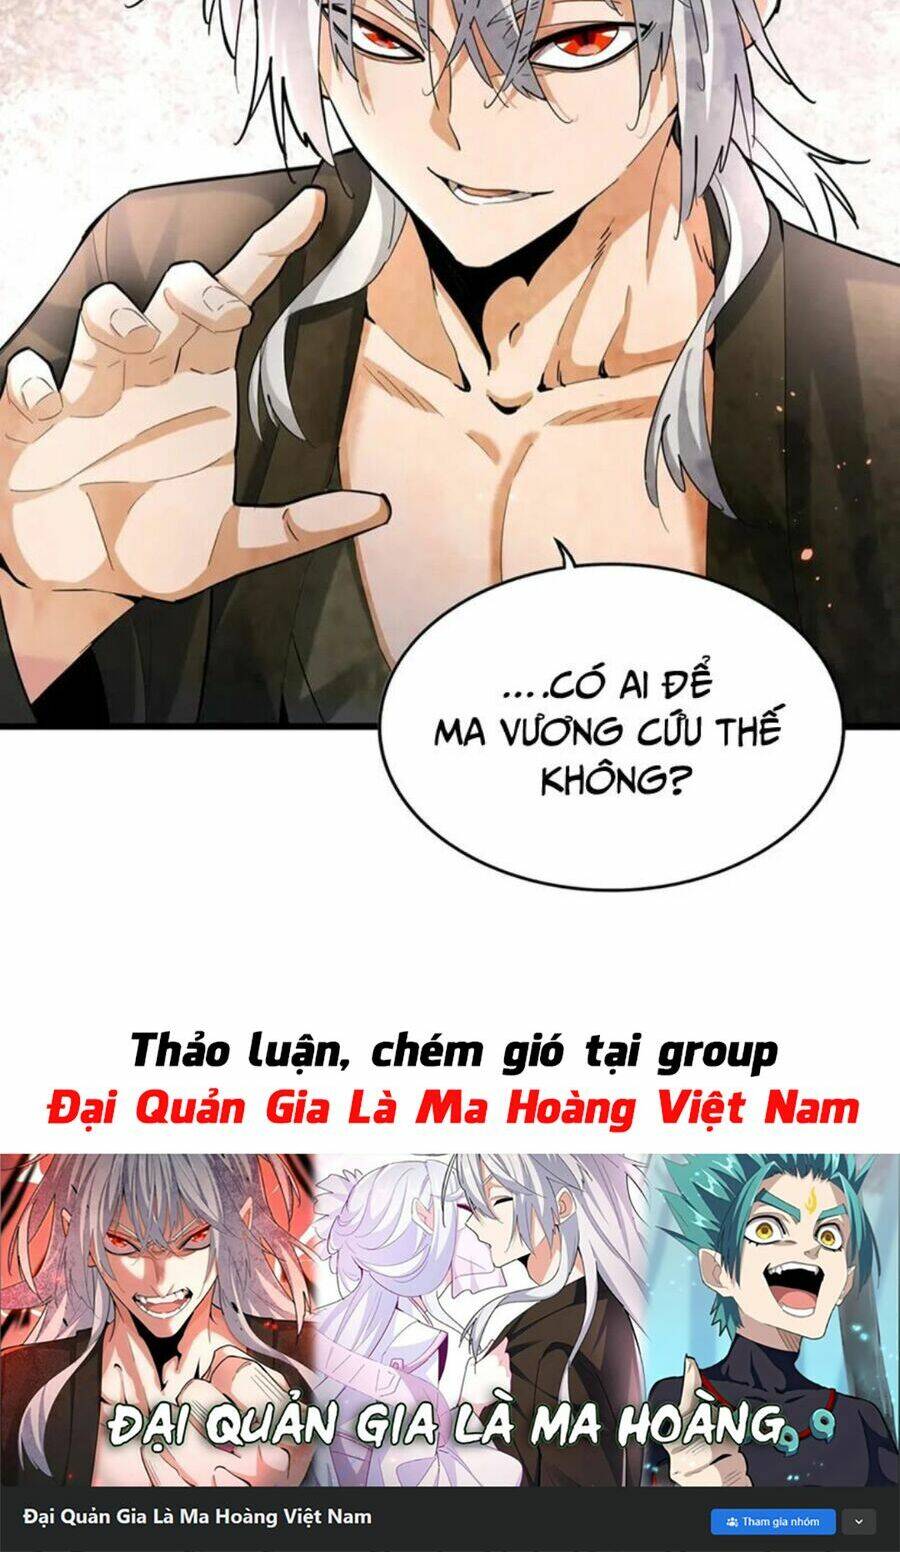 ....CÓ AI ĐỂ
MA VƯƠNG CỨU THẾ
KHÔNG?
Thảo luận, chém gió tại group
Đại Quản Gia Là Ma Hoàng Việt Nam
ĐẠI QUẢN GIA LÀ MA HOÀNG
Đại Quản Gia Là Ma Hoàng Việt Nam
Tham gia nhóm